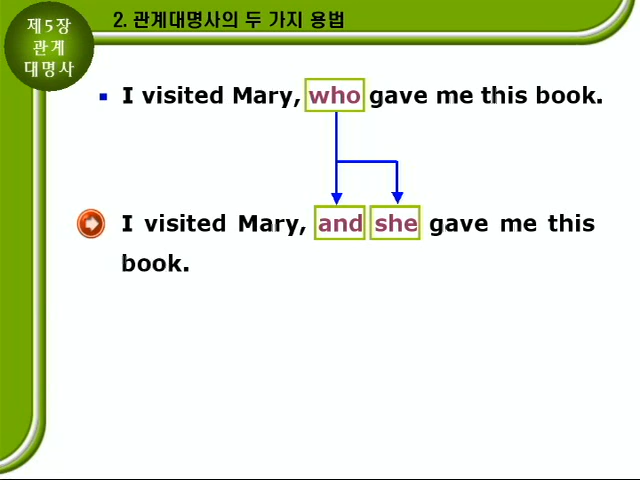 제5장
관계
대명사
2. 관계대명사의 두 가지 용법
I visited Mary, who gave me this book.
I visited Mary, and she gave me this
book.